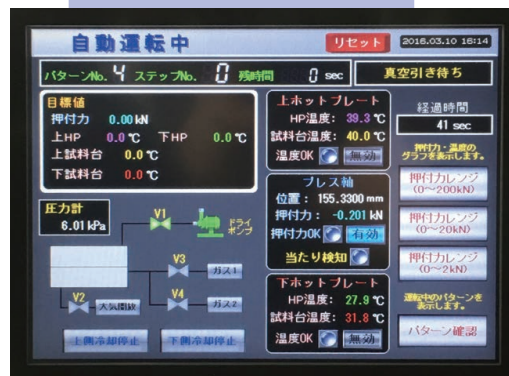 自動運転中
リセット
2016.03.10 16:14
パターンNo. 4 ステップNo. 0 残時間 0 sec
真空引き待ち
目標値
押付力 0.00 kN
上HP 0.0 ℃ 下HP 0.0 ℃
上試料台 0.0 ℃
下試料台 0.0 ℃
圧力計
6.01 kPa
V1
ドライ
ポンプ
V3
ガス1
V2
大気開放
V4
ガス2
上側冷却停止
下側冷却停止
上ホットプレート
HP温度: 39.3 ℃
試料台温度: 40.0 ℃
温度OK 無効
プレス軸
位置: 155.3300 mm
押付力: -0.201 kN
押付力OK 有効
当たり検知
下ホットプレート
HP温度: 27.9 ℃
試料台温度: 31.8 ℃
温度OK 無効
経過時間
41 sec
押付力・温度の
グラフを表示します。
押付力レンジ
(0~200kN)
押付力レンジ
(0~20kN)
押付力レンジ
(0~2kN)
運転中のパターンを
表示します。
パターン確認